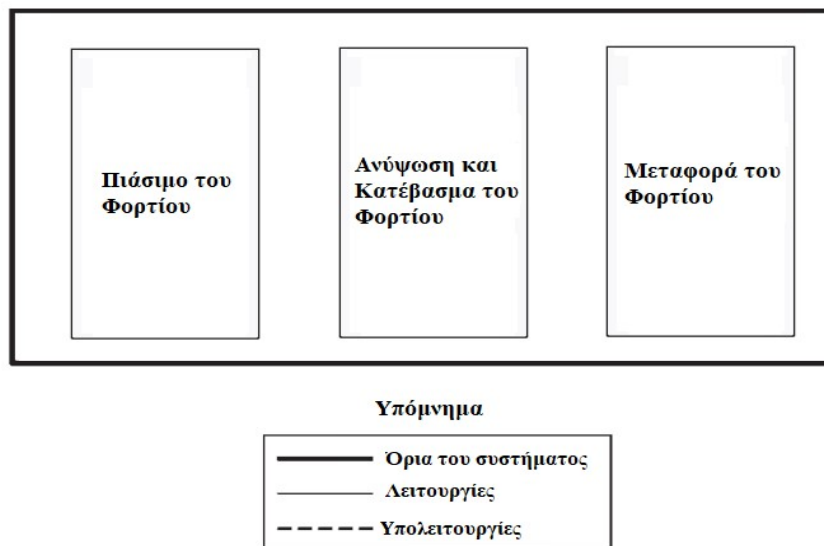 Πιάσιμο του
Φορτίου
Ανύψωση και
Κατέβασμα του
Φορτίου
Μεταφορά του
Φορτίου
Υπόμνημα
Όρια του συστήματος
Λειτουργίες
Υπολειτουργίες